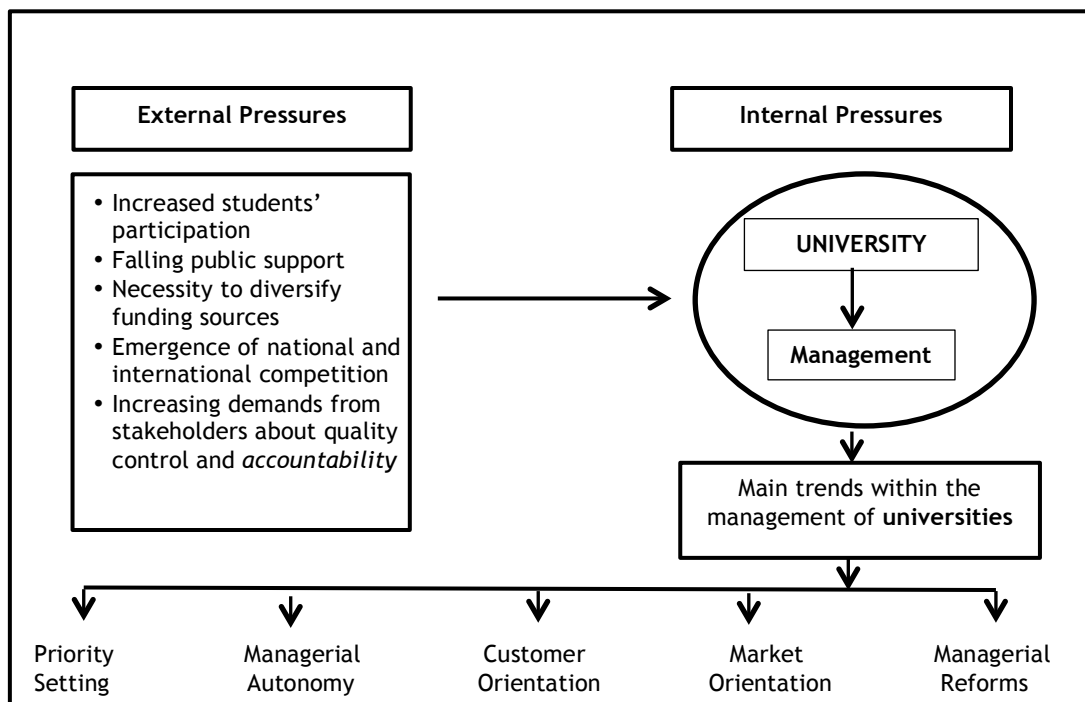 External Pressures
Internal Pressures
• Increased students’
participation
• Falling public support
• Necessity to diversify
funding sources
• Emergence of national and
international competition
• Increasing demands from
stakeholders about quality
control and accountability
UNIVERSITY
Management
Main trends within the
management of universities
Priority
Setting
Managerial
Autonomy
Customer
Orientation
Market
Orientation
Managerial
Reforms